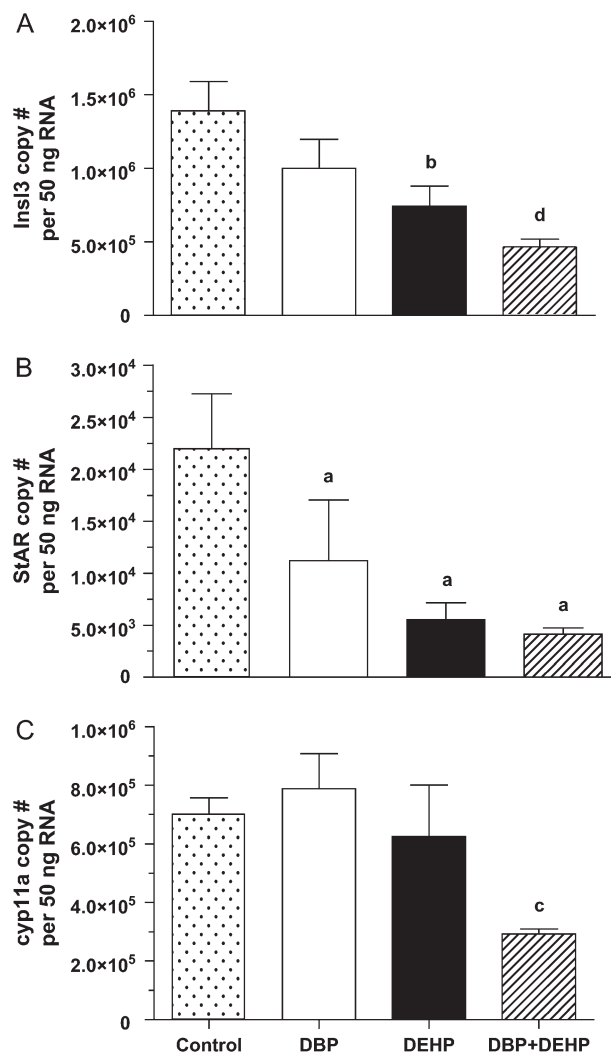 A
Insl3 copy #
per 50 ng RNA
2.0×10⁶
1.5×10⁶
1.0×10⁶
5.0×10⁵
0
b
d
B
StAR copy #
per 50 ng RNA
3.0×10⁴
2.5×10⁴
2.0×10⁴
1.5×10⁴
1.0×10⁴
5.0×10³
0
a
a
a
C
cyp11a copy #
per 50 ng RNA
1.0×10⁶
8.0×10⁵
6.0×10⁵
4.0×10⁵
2.0×10⁵
0
c
Control DBP DEHP DBP+DEHP